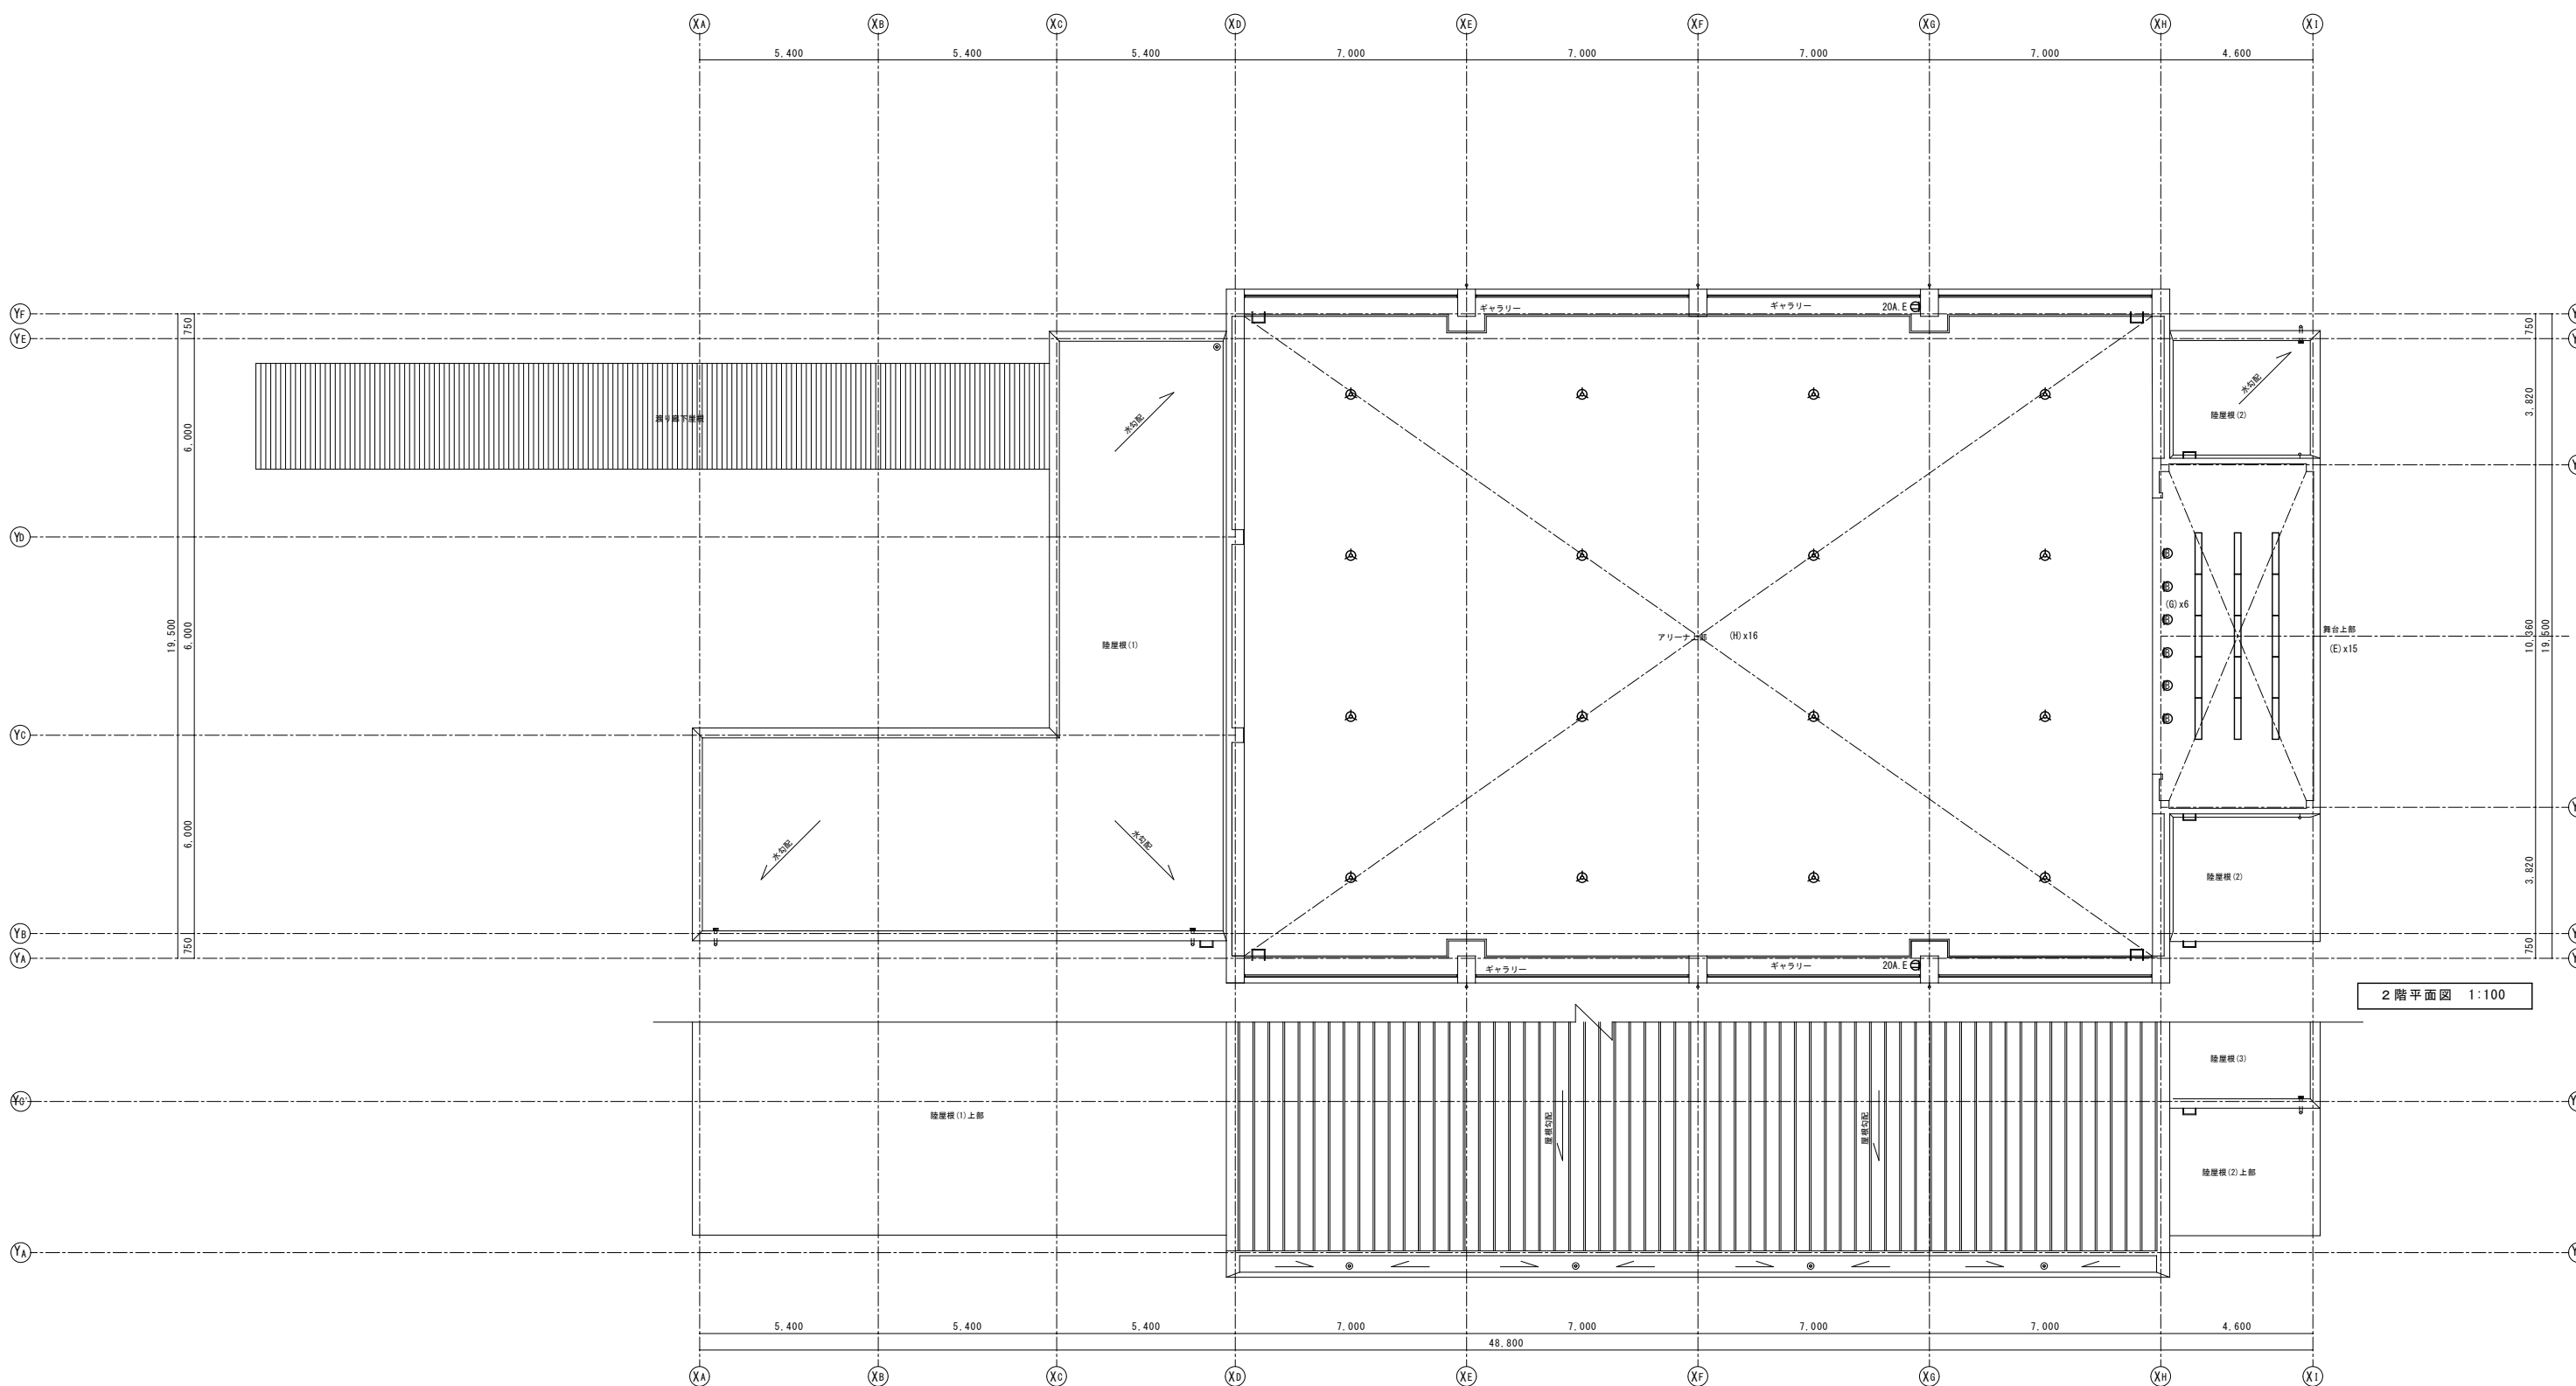 XA XB XC XD XE XF XG XH XI
5,400 5,400 5,400 7,000 7,000 7,000 7,000 4,600
YF
ギャラリー ギャラリー 20A.E
YE
750
750
水勾配
3,820
渡り廊下屋根
陸屋根(2)
6,000
水勾配
YD
(G)x6
19,500
6,000
陸屋根(1)
アリーナ上部 (H)x16
舞台上部
(E)x15
10,360
19,500
YC
6,000
水勾配
水勾配
陸屋根(2)
3,820
YB
750
750
YA
ギャラリー ギャラリー 20A.E
2階平面図 1:100
陸屋根(3)
YG'
陸屋根(1)上部
屋根勾配
屋根勾配
陸屋根(2)上部
YA
5,400 5,400 5,400 7,000 7,000 7,000 7,000 4,600
48,800
XA XB XC XD XE XF XG XH XI